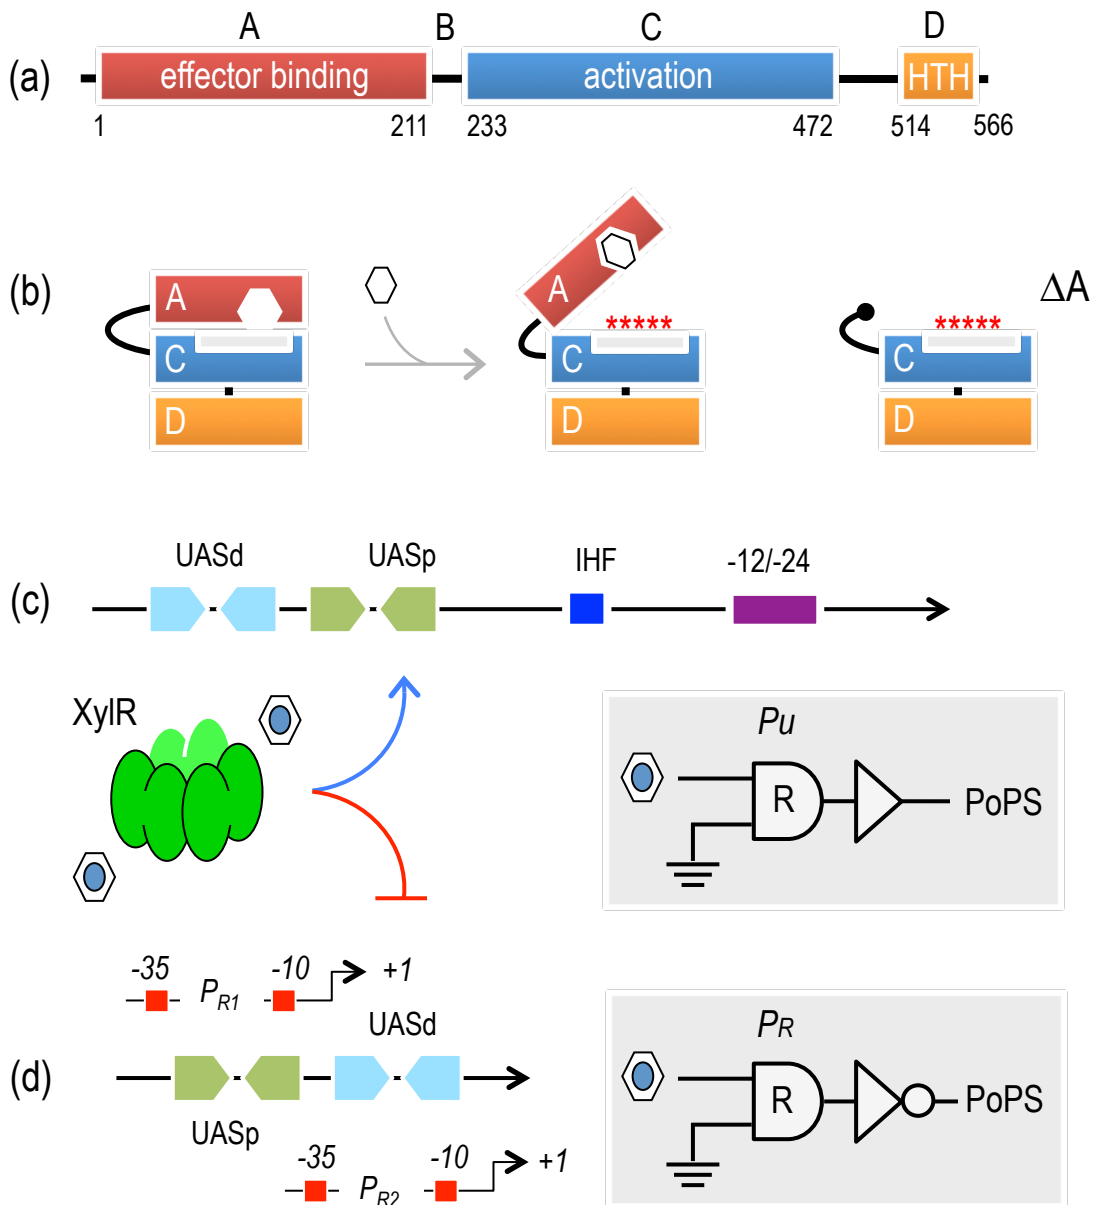 A B C D
(a) effector binding activation HTH
1 211 233 472 514 566
(b) A C D A ***** C D ΔA ***** C D
UASd UASp IHF -12/-24
(c)
XylR
Pu
R PoPS
-35 PR1 -10 +1
UASd
PR
(d) R PoPS
UASp
-35 PR2 -10 +1